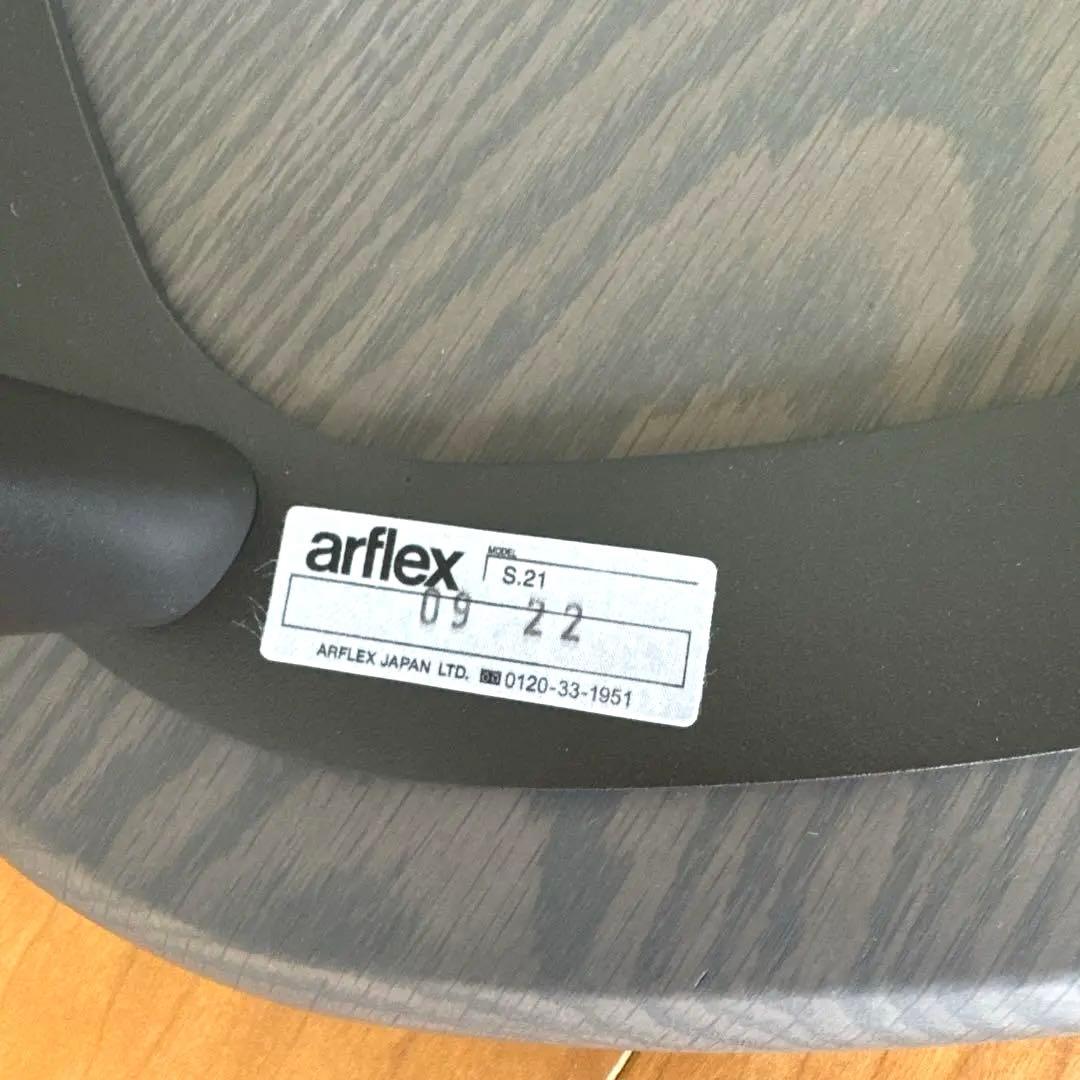 arflex
MODEL
S.21
09 22
ARFLEX JAPAN LTD. 0120-33-1951